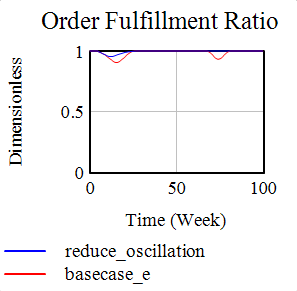 Order Fulfillment Ratio
Dimensionless
1
0.5
0
0 50 100
Time (Week)
reduce_oscillation
basecase_e